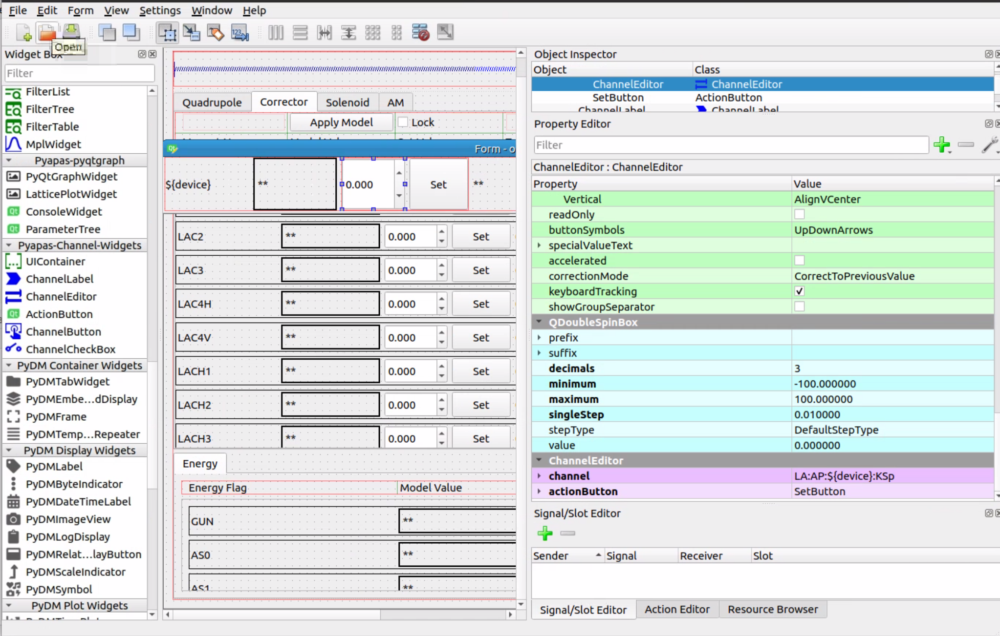 File Edit Form View Settings Window Help
Open
Widget Box
Filter
FilterList
FilterTree
FilterTable
MplWidget
Pyapas-pyqtgraph
PyQtGraphWidget
LatticePlotWidget
ConsoleWidget
ParameterTree
Pyapas-Channel-Widgets
UIContainer
ChannelLabel
ChannelEditor
ActionButton
ChannelButton
ChannelCheckBox
PyDM Container Widgets
PyDMTabWidget
PyDMEmbe...dDisplay
PyDMFrame
PyDMTemp...Repeater
PyDM Display Widgets
PyDMLabel
PyDMByteIndicator
PyDMDateTimeLabel
PyDMImageView
PyDMLogDisplay
PyDMRelat...layButton
PyDMScaleIndicator
PyDMSymbol
PyDM Plot Widgets
Quadrupole Corrector Solenoid AM
Apply Model Lock
Form - o
${device} ** 0.000 Set **
LAC2 ** 0.000 Set
LAC3 ** 0.000 Set
LAC4H ** 0.000 Set
LAC4V ** 0.000 Set
LACH1 ** 0.000 Set
LACH2 ** 0.000 Set
LACH3 ** 0.000 Set
Energy
Energy Flag Model Value
GUN **
AS0 **
AS1 **
Object Inspector
Object Class
ChannelEditor ChannelEditor
SetButton ActionButton
ChannelLabel ChannelLabel
Property Editor
Filter
ChannelEditor : ChannelEditor
Property Value
Vertical AlignVCenter
readOnly
buttonSymbols UpDownArrows
specialValueText
accelerated
correctionMode CorrectToPreviousValue
keyboardTracking
showGroupSeparator
QDoubleSpinBox
prefix
suffix
decimals 3
minimum -100.000000
maximum 100.000000
singleStep 0.010000
stepType DefaultStepType
value 0.000000
ChannelEditor
channel LA:AP:${device}:KSp
actionButton SetButton
Signal/Slot Editor
Sender Signal Receiver Slot
Signal/Slot Editor Action Editor Resource Browser